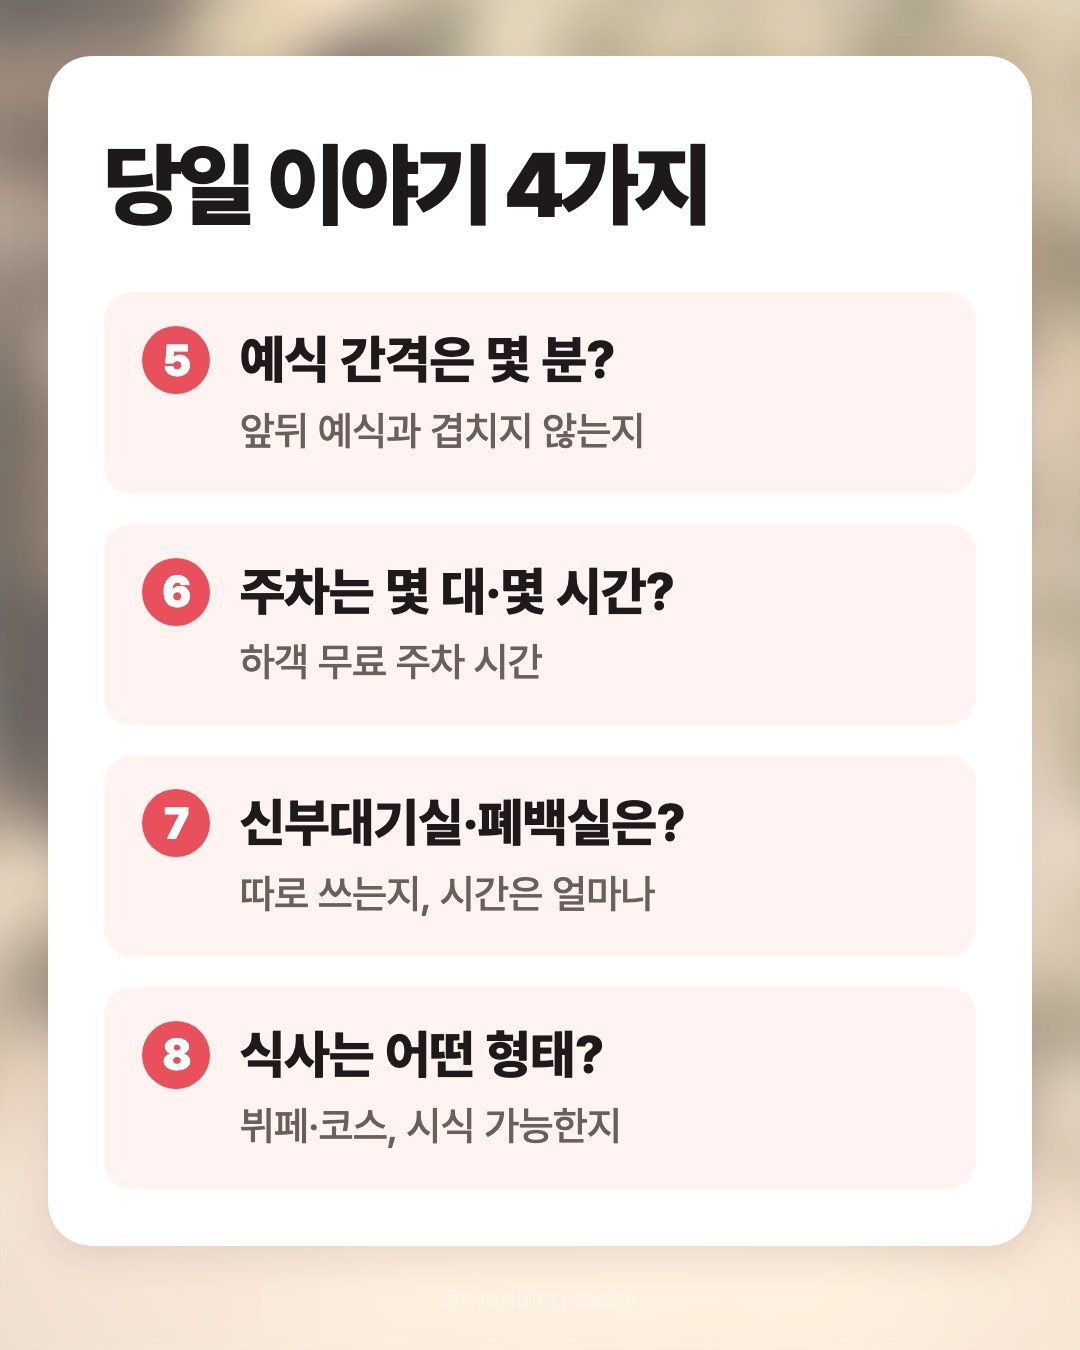 당일 이야기 4가지
5 예식 간격은 몇 분?
앞뒤 예식과 겹치지 않는지
6 주차는 몇 대·몇 시간?
하객 무료 주차 시간
7 신부대기실·폐백실은?
따로 쓰는지, 시간은 얼마나
8 식사는 어떤 형태?
뷔페·코스, 시식 가능한지